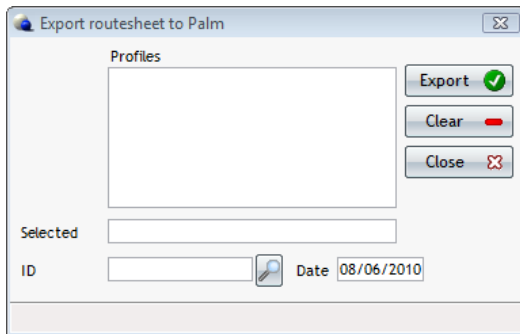 Export routesheet to Palm
Profiles
Export
Clear
Close
Selected
ID
Date 08/06/2010